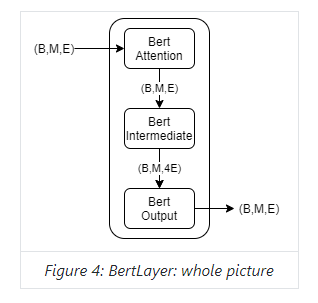 (B,M,E)
Bert
Attention
(B,M,E)
Bert
Intermediate
(B,M,4E)
Bert
Output
(B,M,E)
Figure 4: BertLayer: whole picture